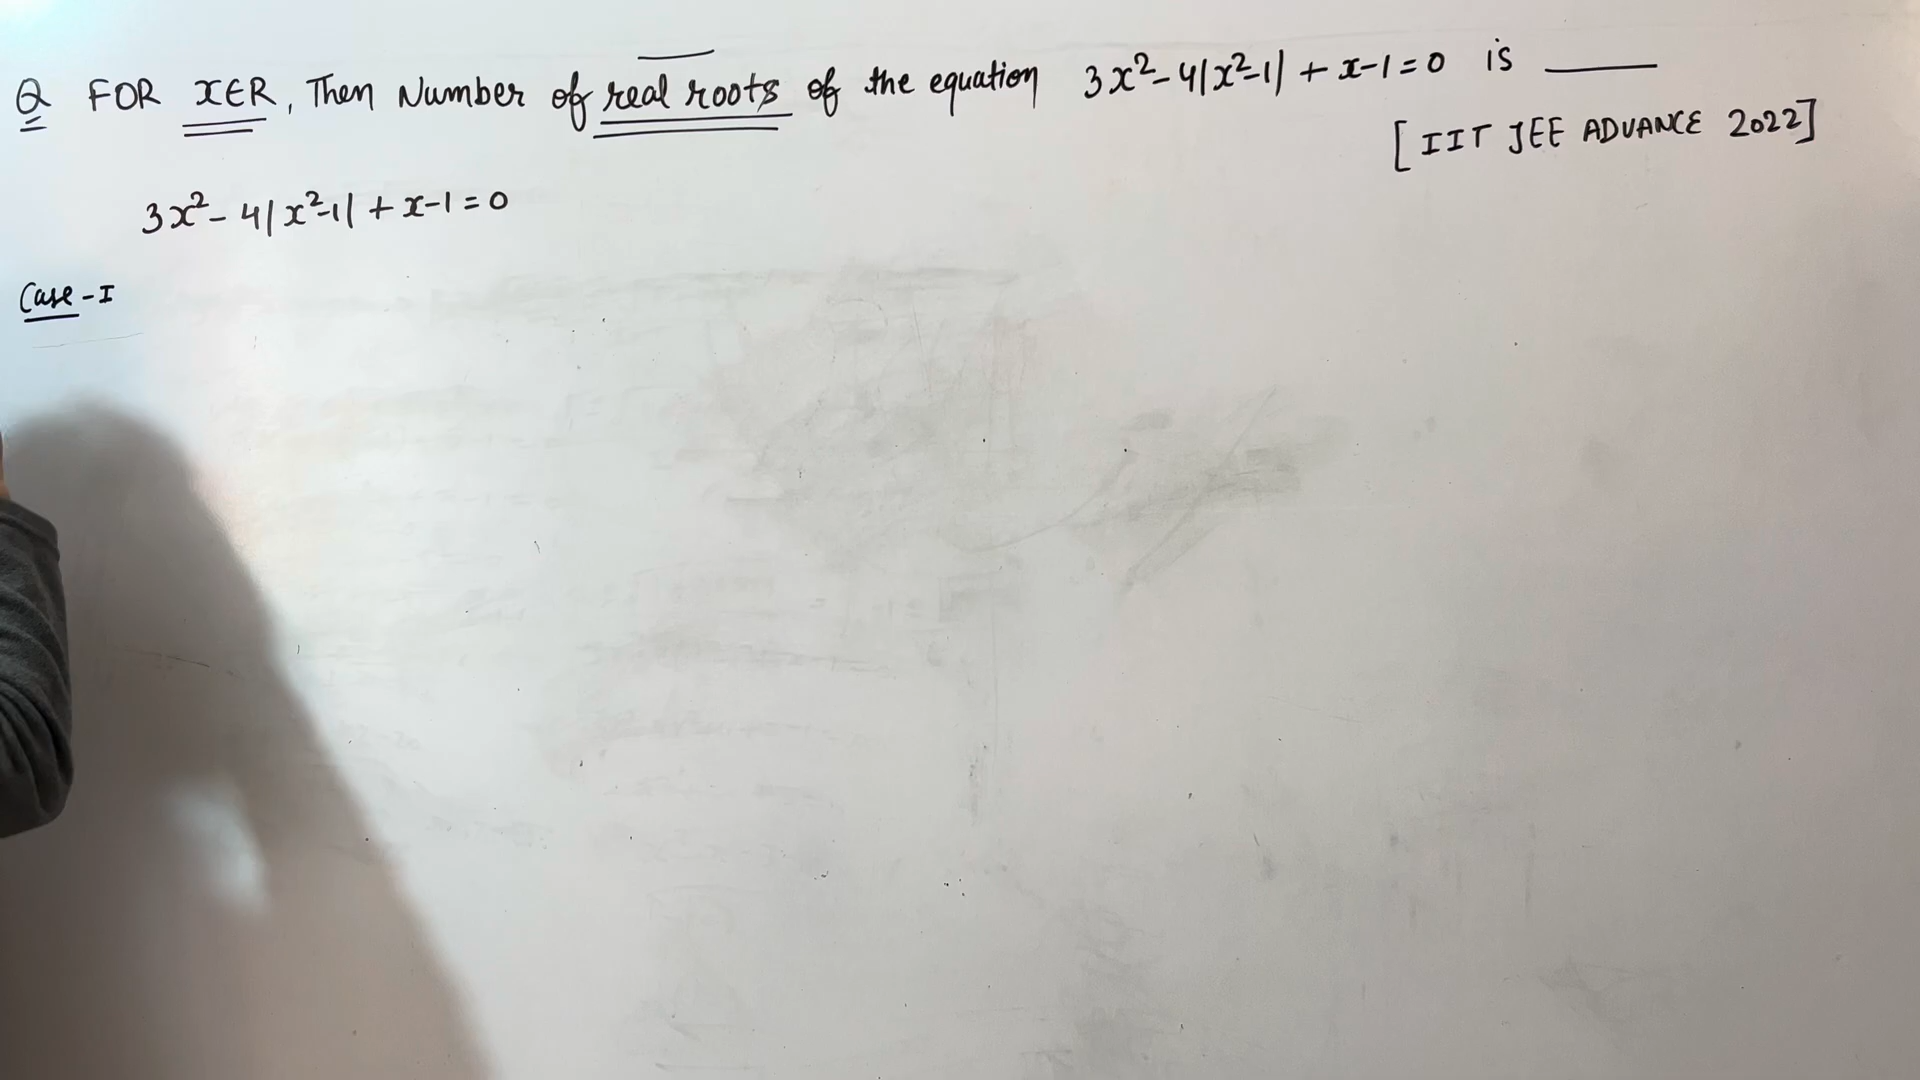 Q FOR x∈R, Then Number of real roots of the equation 3x²-4|x²-1| + x-1=0 is ____
[IIT JEE ADVANCE 2022]
3x²- 4|x²-1| + x-1=0
Case-I